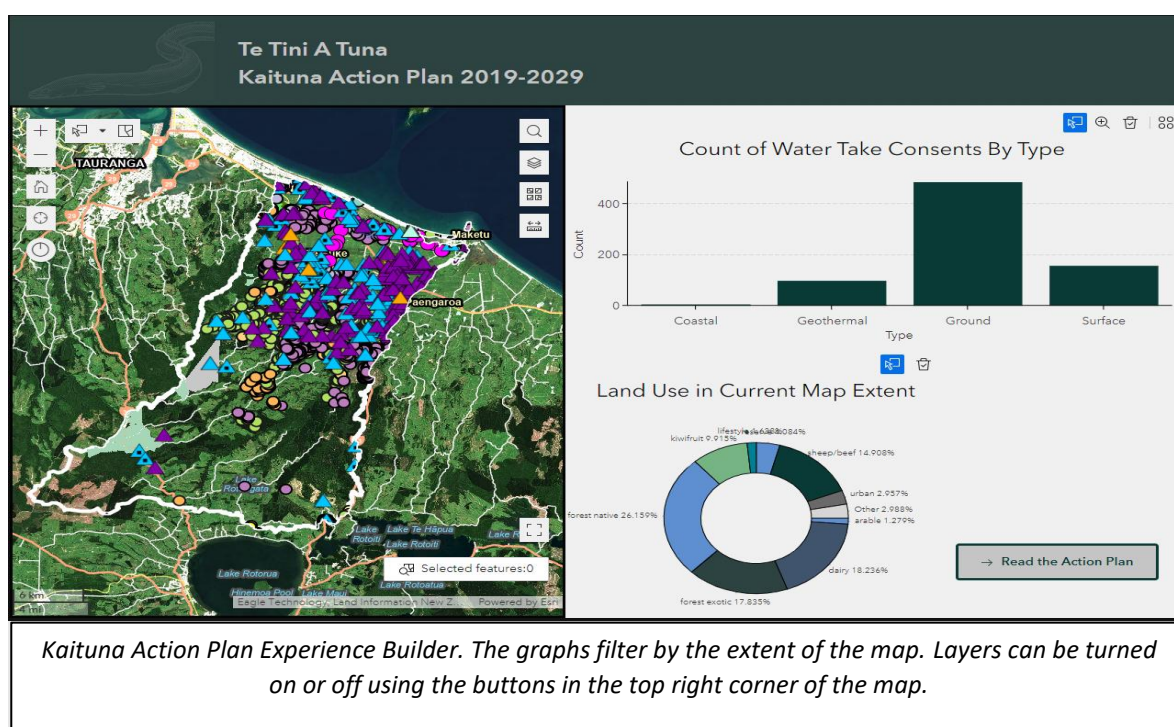 Te Tini A Tuna
Kaituna Action Plan 2019-2029
TAURANGA
Maketu
aengaroa
Lake
Lake Te Hāpua
Rotoiti
Lake Rotoiti
Lake Rotorua
Hinemoa Pool
Lake Rotoatua
Selected features:0
6 km
4 mi
Eagle Technology, Land Information New Z...
Powered by Esri
Count of Water Take Consents By Type
Count
400
200
0
Coastal
Geothermal
Ground
Surface
Type
Land Use in Current Map Extent
lifestyle
kiwifruit 9.915%
sheep/beef 14.908%
urban 2.957%
Other 2.988%
arable 1.279%
forest native 26.159%
dairy 18.236%
forest exotic 17.835%
→ Read the Action Plan
Kaituna Action Plan Experience Builder. The graphs filter by the extent of the map. Layers can be turned
on or off using the buttons in the top right corner of the map.